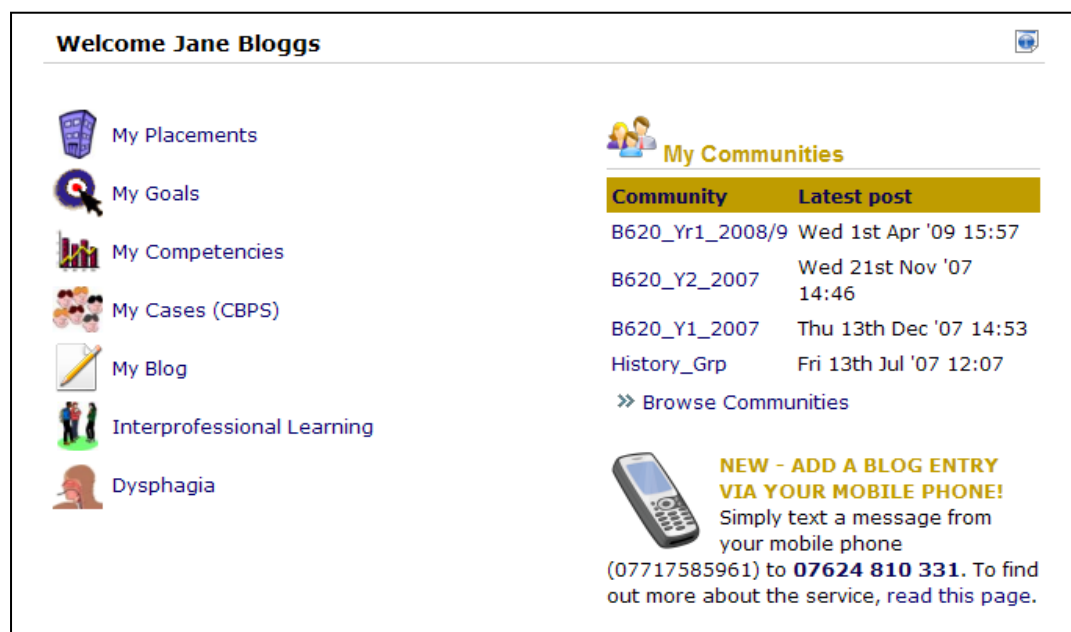 Welcome Jane Bloggs
My Placements
My Goals
My Competencies
My Cases (CBPS)
My Blog
Interprofessional Learning
Dysphagia
My Communities
Community Latest post
B620_Yr1_2008/9 Wed 1st Apr '09 15:57
B620_Y2_2007 Wed 21st Nov '07
14:46
B620_Y1_2007 Thu 13th Dec '07 14:53
History_Grp Fri 13th Jul '07 12:07
» Browse Communities
NEW - ADD A BLOG ENTRY
VIA YOUR MOBILE PHONE!
Simply text a message from
your mobile phone
(07717585961) to 07624 810 331. To find
out more about the service, read this page.